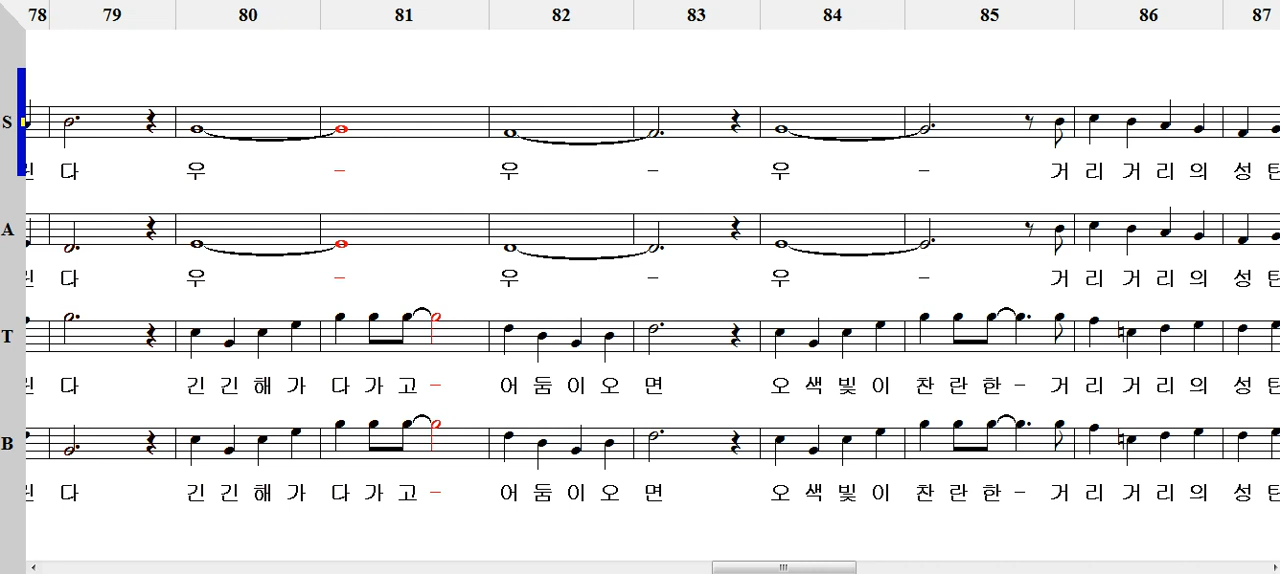 78 79 80 81 82 83 84 85 86 87
S
다 우 - 우 - 우 - 거 리 거 리 의 성
A
다 우 - 우 - 우 - 거 리 거 리 의 성
T
다 긴 긴 해 가 다 가 고 - 어 둠 이 오 면 오 색 빛 이 찬 란 한 - 거 리 거 리 의 성
B
다 긴 긴 해 가 다 가 고 - 어 둠 이 오 면 오 색 빛 이 찬 란 한 - 거 리 거 리 의 성